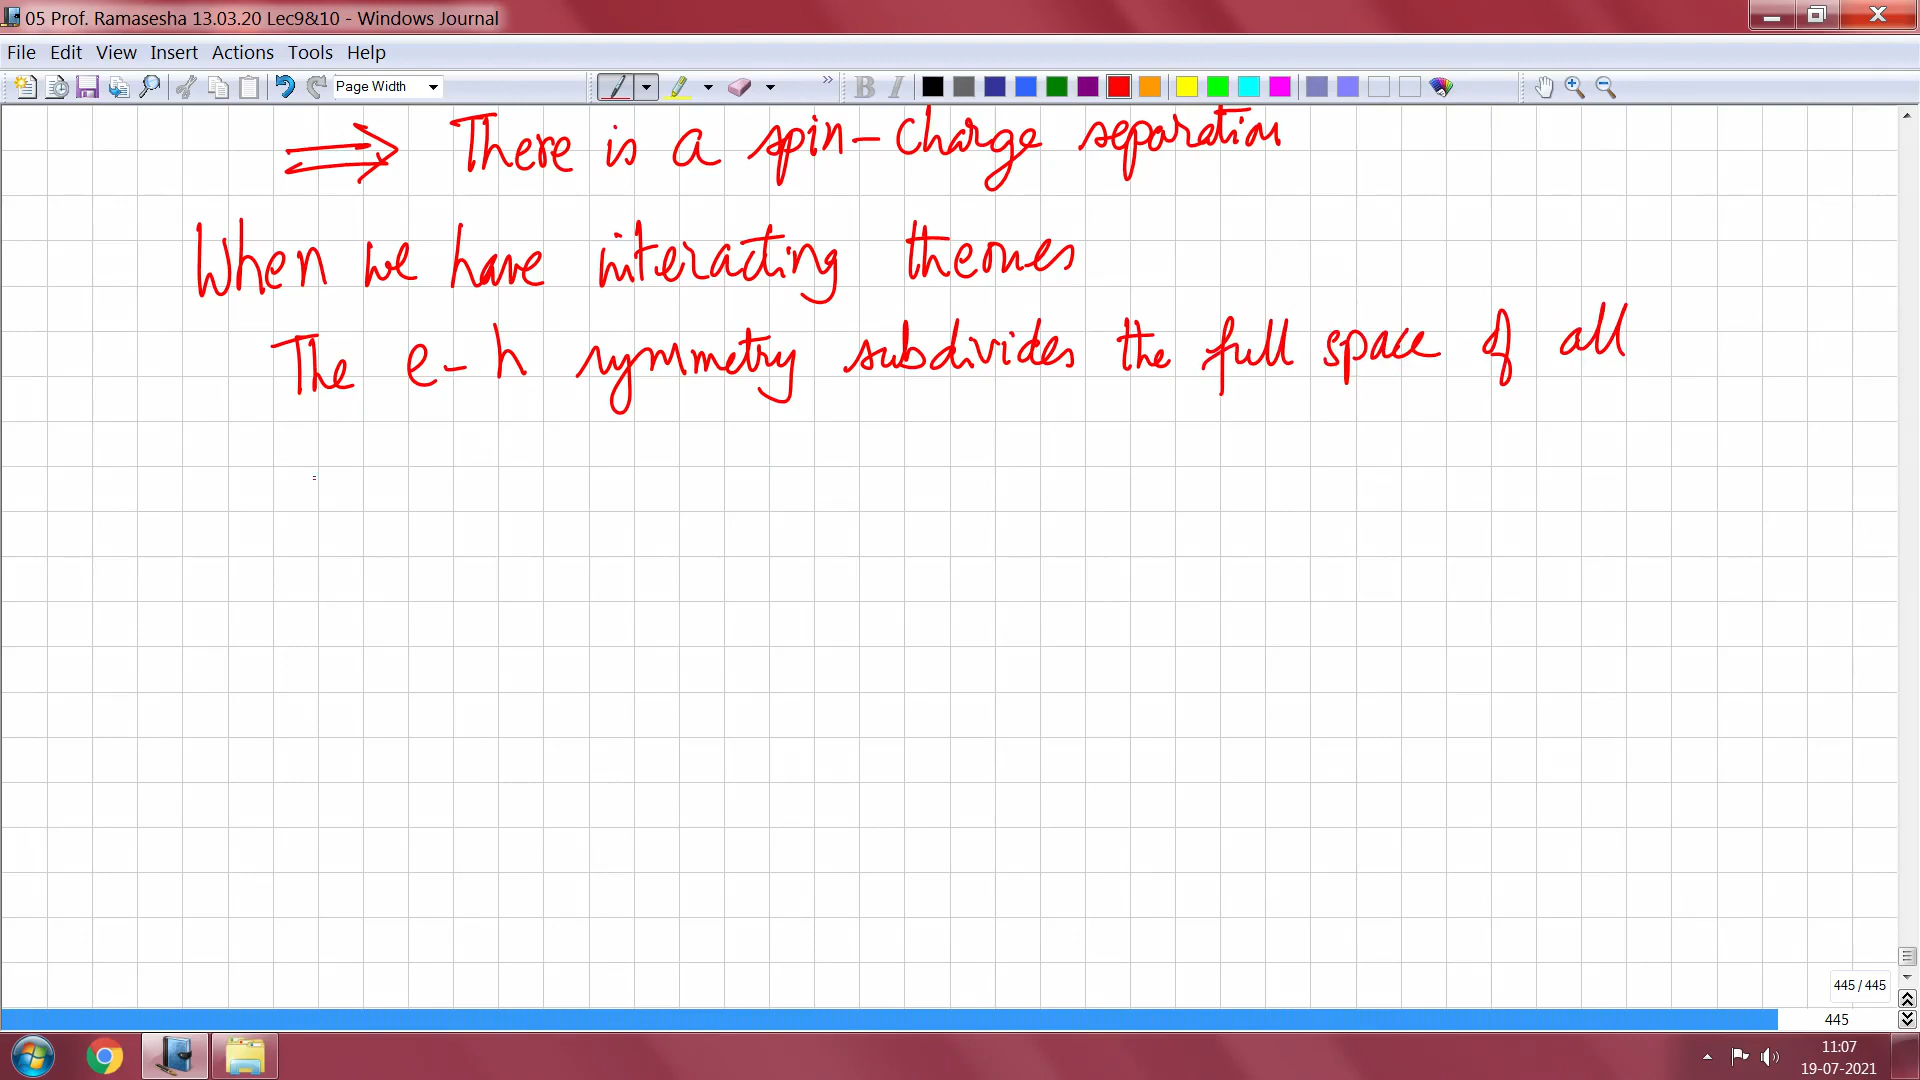 05 Prof. Ramasesha 13.03.20 Lec9&10 - Windows Journal
File Edit View Insert Actions Tools Help
Page Width
B I
There is a spin-charge separation
When we have interacting theories
The e-h symmetry subdivides the full space of all
445 / 445
445
11:07
19-07-2021